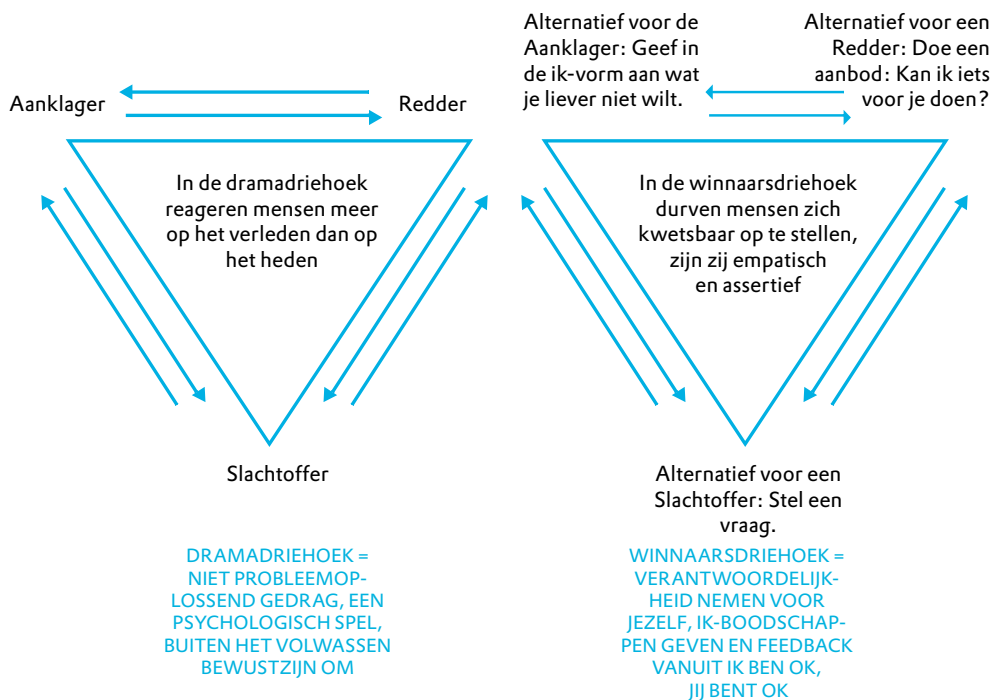 Aanklager
Redder
In de dramadriehoek
reageren mensen meer
op het verleden dan op
het heden
Slachtoffer
DRAMADRIEHOEK =
NIET PROBLEEMOP-
LOSSEND GEDRAG, EEN
PSYCHOLOGISCH SPEL,
BUITEN HET VOLWASSEN
BEWUSTZIJN OM
Alternatief voor de
Aanklager: Geef in
de ik-vorm aan wat
je liever niet wilt.
Alternatief voor een
Redder: Doe een
aanbod: Kan ik iets
voor je doen?
In de winnaarsdriehoek
durven mensen zich
kwetsbaar op te stellen,
zijn zij empatisch
en assertief
Alternatief voor een
Slachtoffer: Stel een
vraag.
WINNAARSDRIEHOEK =
VERANTWOORDELIJK-
HEID NEMEN VOOR
JEZELF, IK-BOODSCHAP-
PEN GEVEN EN FEEDBACK
VANUIT IK BEN OK,
JIJ BENT OK